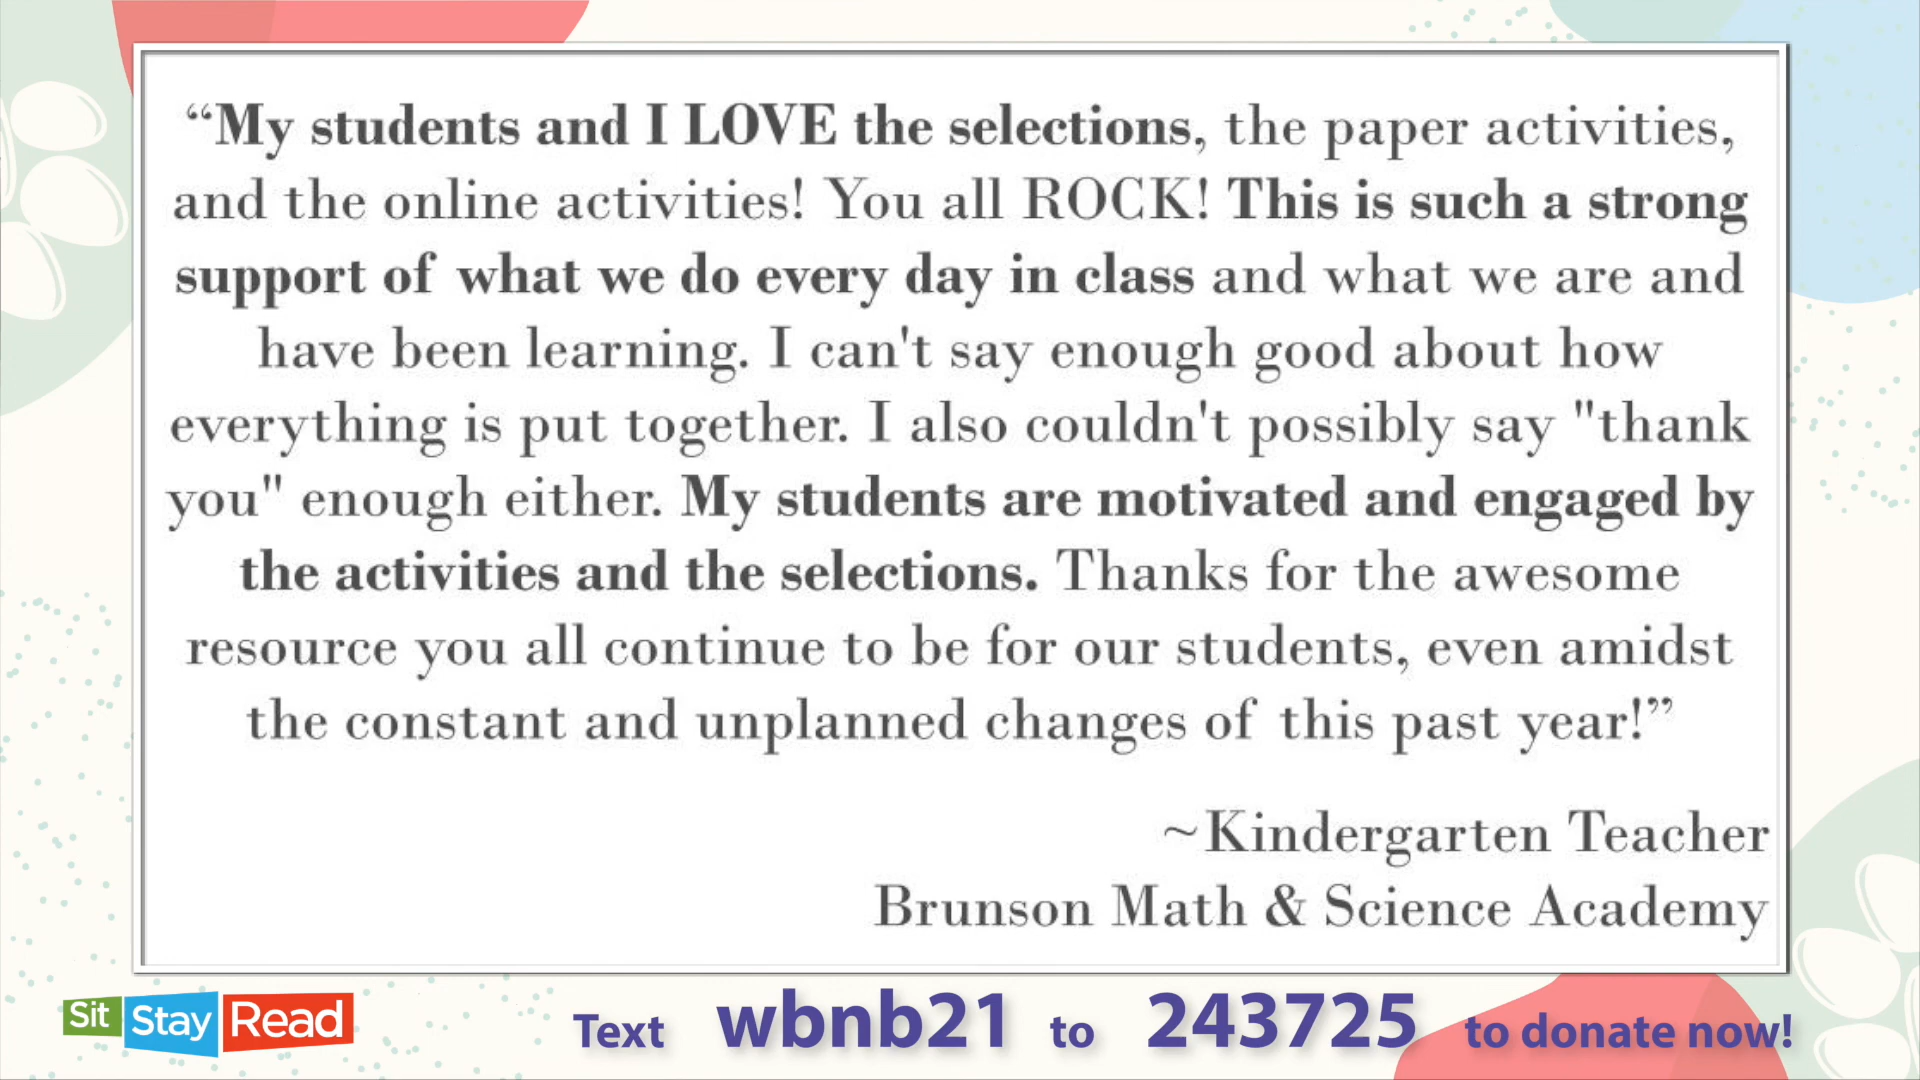 “My students and I LOVE the selections, the paper activities,
and the online activities! You all ROCK! This is such a strong
support of what we do every day in class and what we are and
have been learning. I can't say enough good about how
everything is put together. I also couldn't possibly say "thank
you" enough either. My students are motivated and engaged by
the activities and the selections. Thanks for the awesome
resource you all continue to be for our students, even amidst
the constant and unplanned changes of this past year!”
~Kindergarten Teacher
Brunson Math & Science Academy
Sit Stay Read
Text wbnb21 to 243725 to donate now!